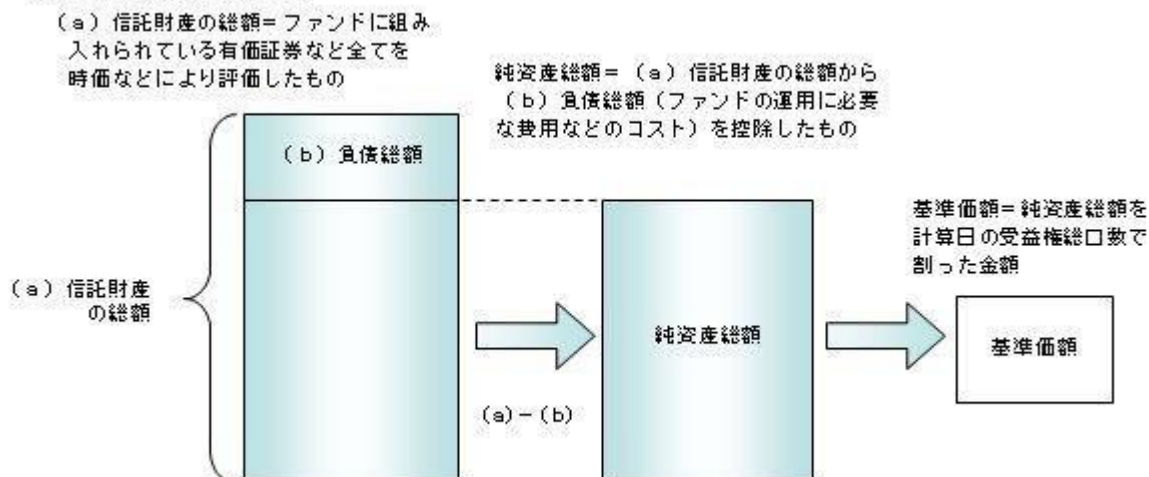 (a)信託財産の総額=ファンドに組み
入れられている有価証券など全てを
時価などにより評価したもの
純資産総額=(a)信託財産の総額から
(b)負債総額(ファンドの運用に必要
な費用などのコスト)を控除したもの
(b)負債総額
基準価額=純資産総額を
計算日の受益権総口数で
割った金額
(a)信託財産
の総額
純資産総額
基準価額
(a)-(b)